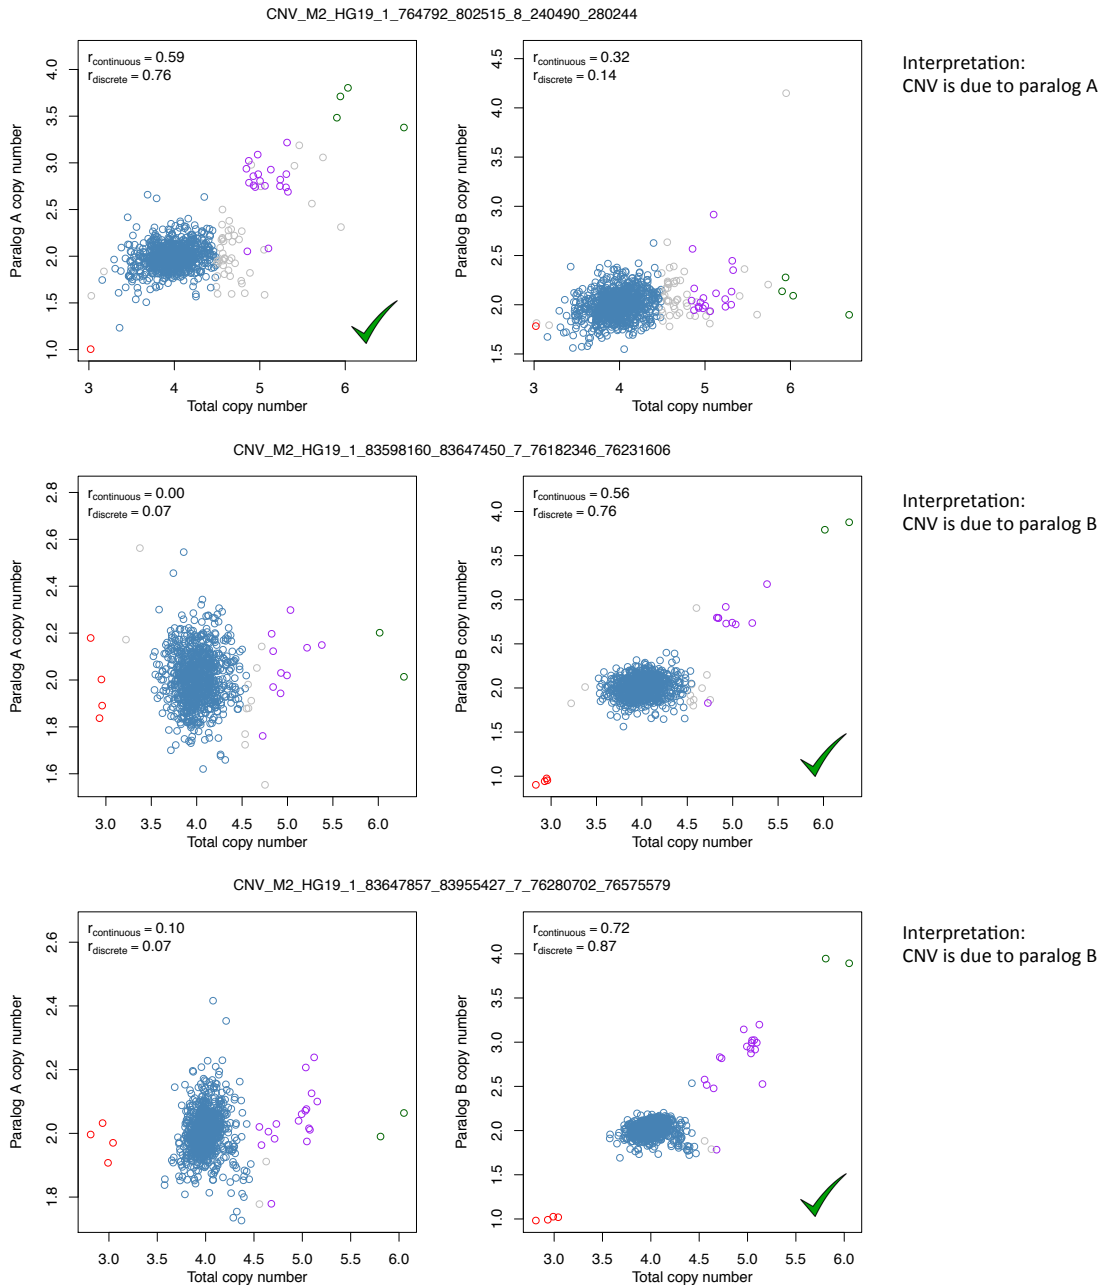 CNV_M2_HG19_1_764792_802515_8_240490_280244
rcontinuous = 0.59
rdiscrete = 0.76
Paralog A copy number
4.0
3.5
3.0
2.5
2.0
1.5
1.0
3
4
5
6
Total copy number
rcontinuous = 0.32
rdiscrete = 0.14
Paralog B copy number
4.5
4.0
3.5
3.0
2.5
2.0
1.5
3
4
5
6
Total copy number
Interpretation:
CNV is due to paralog A
CNV_M2_HG19_1_83598160_83647450_7_76182346_76231606
rcontinuous = 0.00
rdiscrete = 0.07
Paralog A copy number
2.8
2.6
2.4
2.2
2.0
1.8
1.6
3.0
3.5
4.0
4.5
5.0
5.5
6.0
Total copy number
rcontinuous = 0.56
rdiscrete = 0.76
Paralog B copy number
4.0
3.5
3.0
2.5
2.0
1.5
1.0
3.0
3.5
4.0
4.5
5.0
5.5
6.0
Total copy number
Interpretation:
CNV is due to paralog B
CNV_M2_HG19_1_83647857_83955427_7_76280702_76575579
rcontinuous = 0.10
rdiscrete = 0.07
Paralog A copy number
2.6
2.4
2.2
2.0
1.8
3.0
3.5
4.0
4.5
5.0
5.5
6.0
Total copy number
rcontinuous = 0.72
rdiscrete = 0.87
Paralog B copy number
4.0
3.5
3.0
2.5
2.0
1.5
1.0
3.0
3.5
4.0
4.5
5.0
5.5
6.0
Total copy number
Interpretation:
CNV is due to paralog B